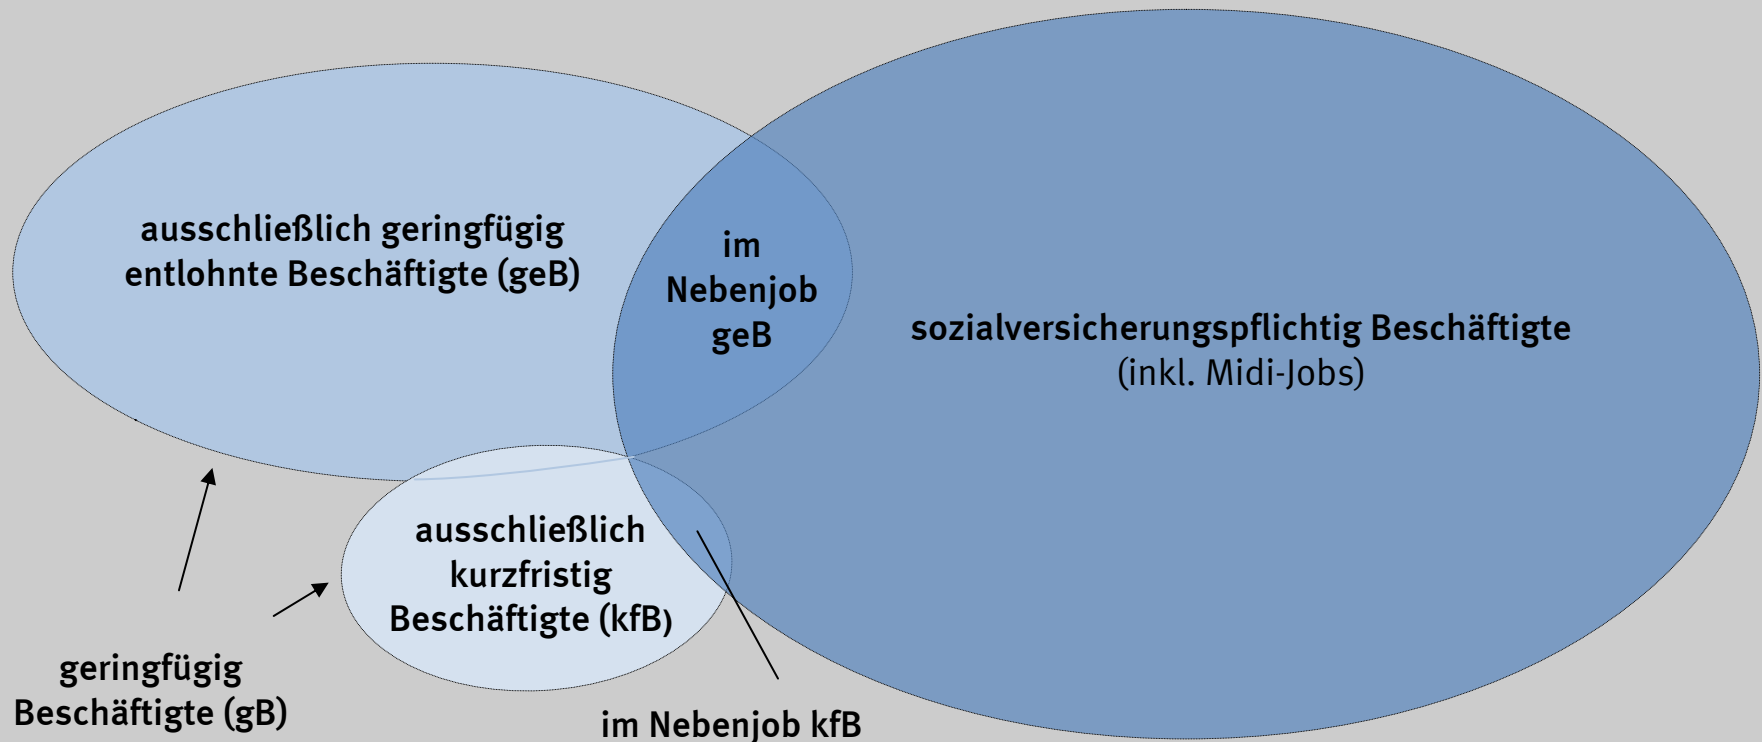 ausschließlich geringfügig
entlohnte Beschäftigte (geB)
im
Nebenjob
geB
sozialversicherungspflichtig Beschäftigte
(inkl. Midi-Jobs)
ausschließlich
kurzfristig
Beschäftigte (kfB)
geringfügig
Beschäftigte (gB)
im Nebenjob kfB